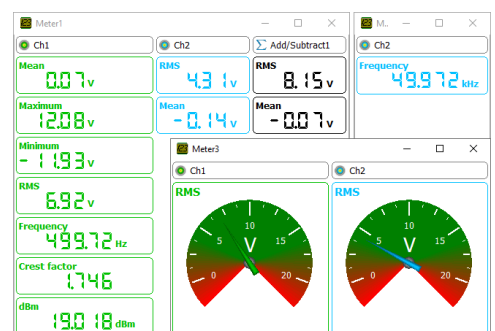 Meter1
Ch1
Ch2
Add/Subtract1
Mean
0.07 v
RMS
4.31 v
RMS
8.15 v
Maximum
12.08 v
Mean
-0.14 v
Mean
-0.07 v
Minimum
-11.93 v
RMS
6.92 v
Frequency
499.72 Hz
Crest factor
1.746
dBm
19.018 dBm
M..
Ch2
Frequency
49.972 kHz
Meter3
Ch1
Ch2
RMS
0 5 10 15 20
V
RMS
0 5 10 15 20
V